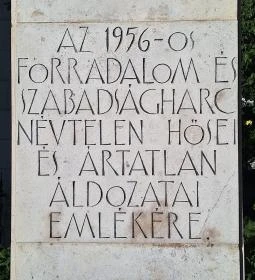 AZ 1956-OS
FORRADALOM ÉS
SZABADSÁGHARC
NÉVTELEN HŐSEI
ÉS ÁRTATLAN
ÁLDOZATAI
EMLÉKÉRE